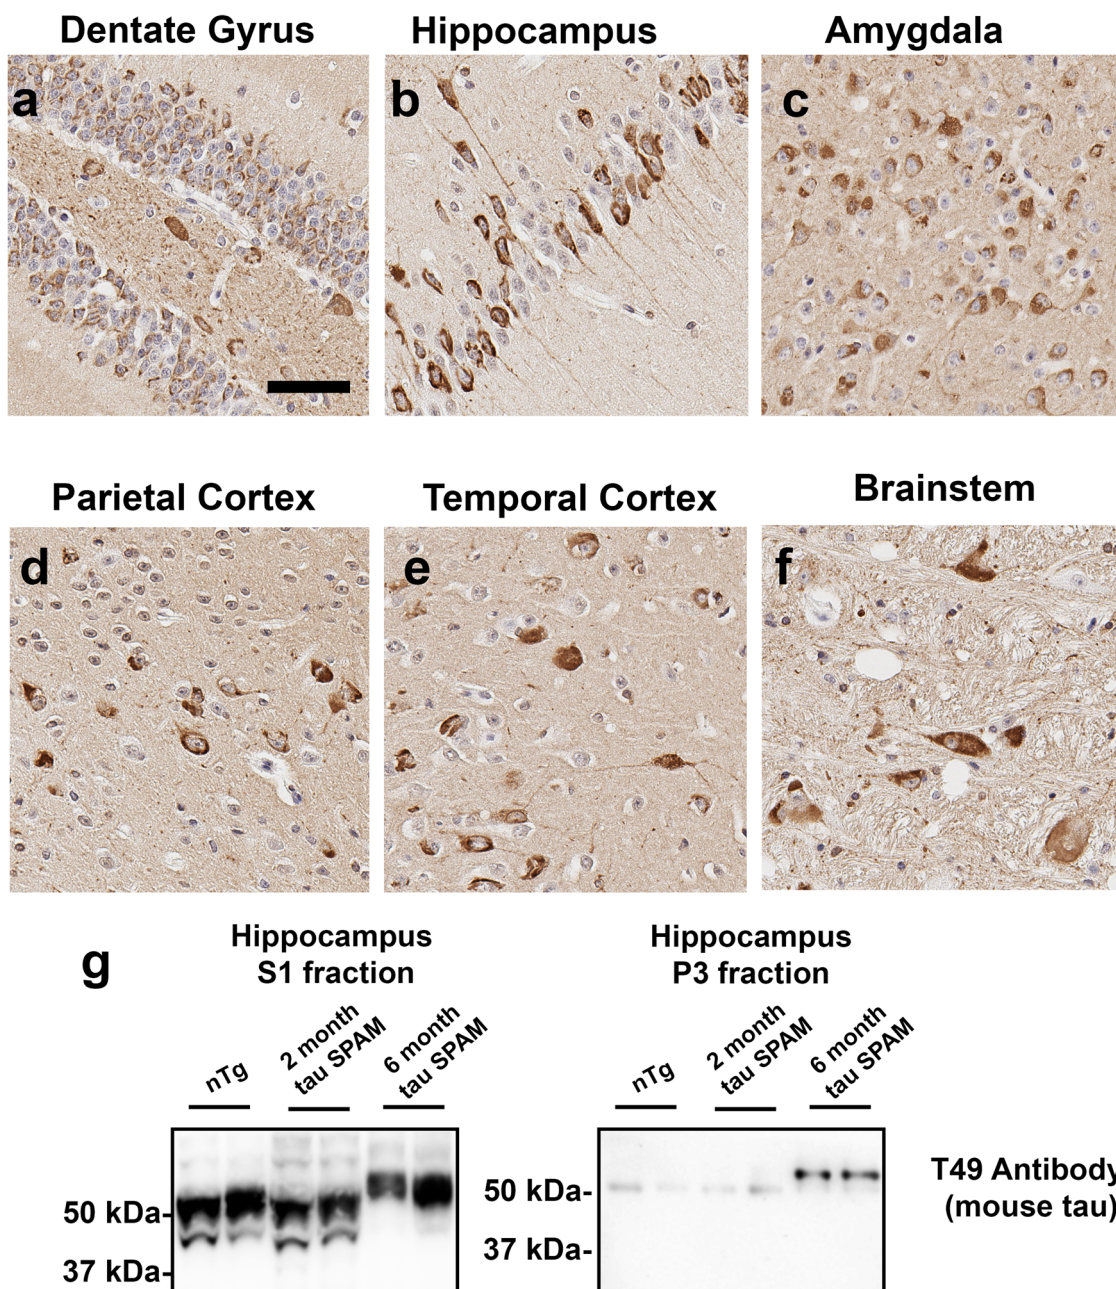 Dentate Gyrus
Hippocampus
Amygdala
a
b
c
Parietal Cortex
Temporal Cortex
Brainstem
d
e
f
g
Hippocampus
S1 fraction
nTg
2 month
tau SPAM
6 month
tau SPAM
50 kDa-
37 kDa-
Hippocampus
P3 fraction
nTg
2 month
tau SPAM
6 month
tau SPAM
50 kDa-
37 kDa-
T49 Antibody
(mouse tau)